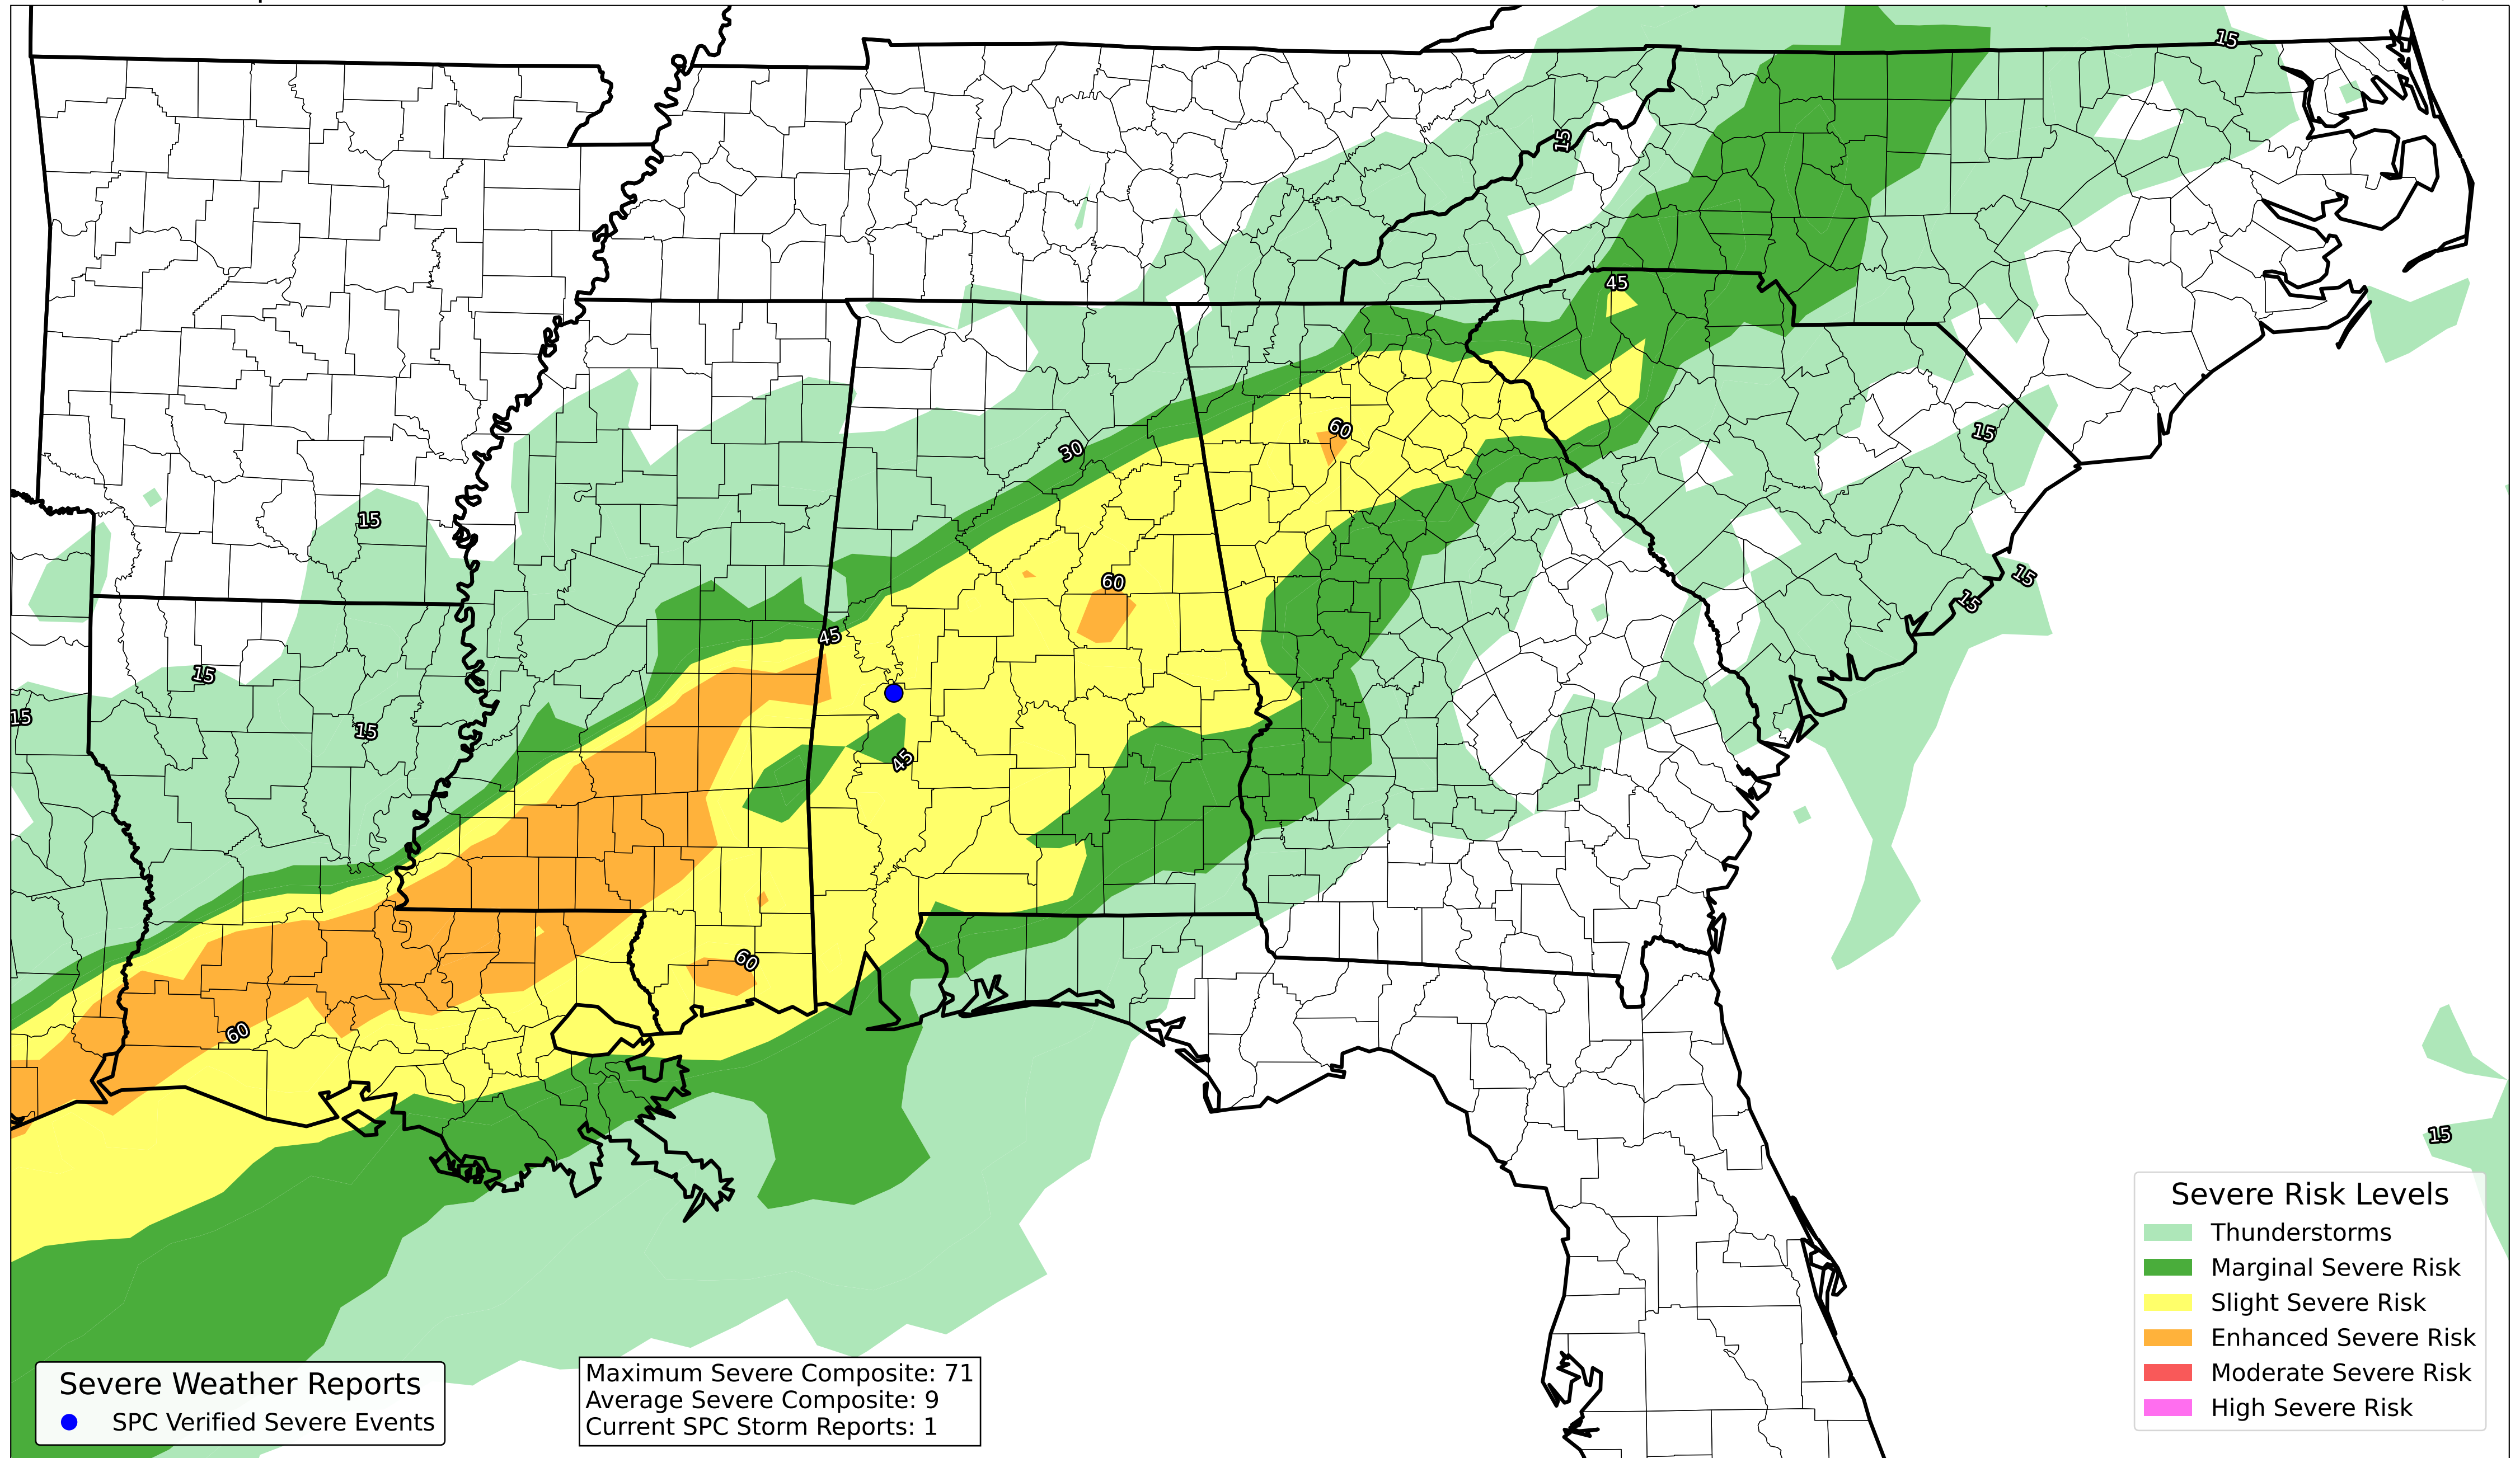 15
15
45
30
60
15
15
60
15
15
45
15
15
15
45
60
60
15
Severe Risk Levels
Thunderstorms
Marginal Severe Risk
Slight Severe Risk
Enhanced Severe Risk
Moderate Severe Risk
High Severe Risk
Severe Weather Reports
SPC Verified Severe Events
Maximum Severe Composite: 71
Average Severe Composite: 9
Current SPC Storm Reports: 1